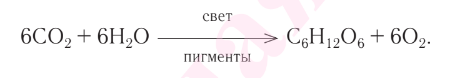 свет
6CO₂ + 6H₂O ⟶ C₆H₁₂O₆ + 6O₂.
пигменты